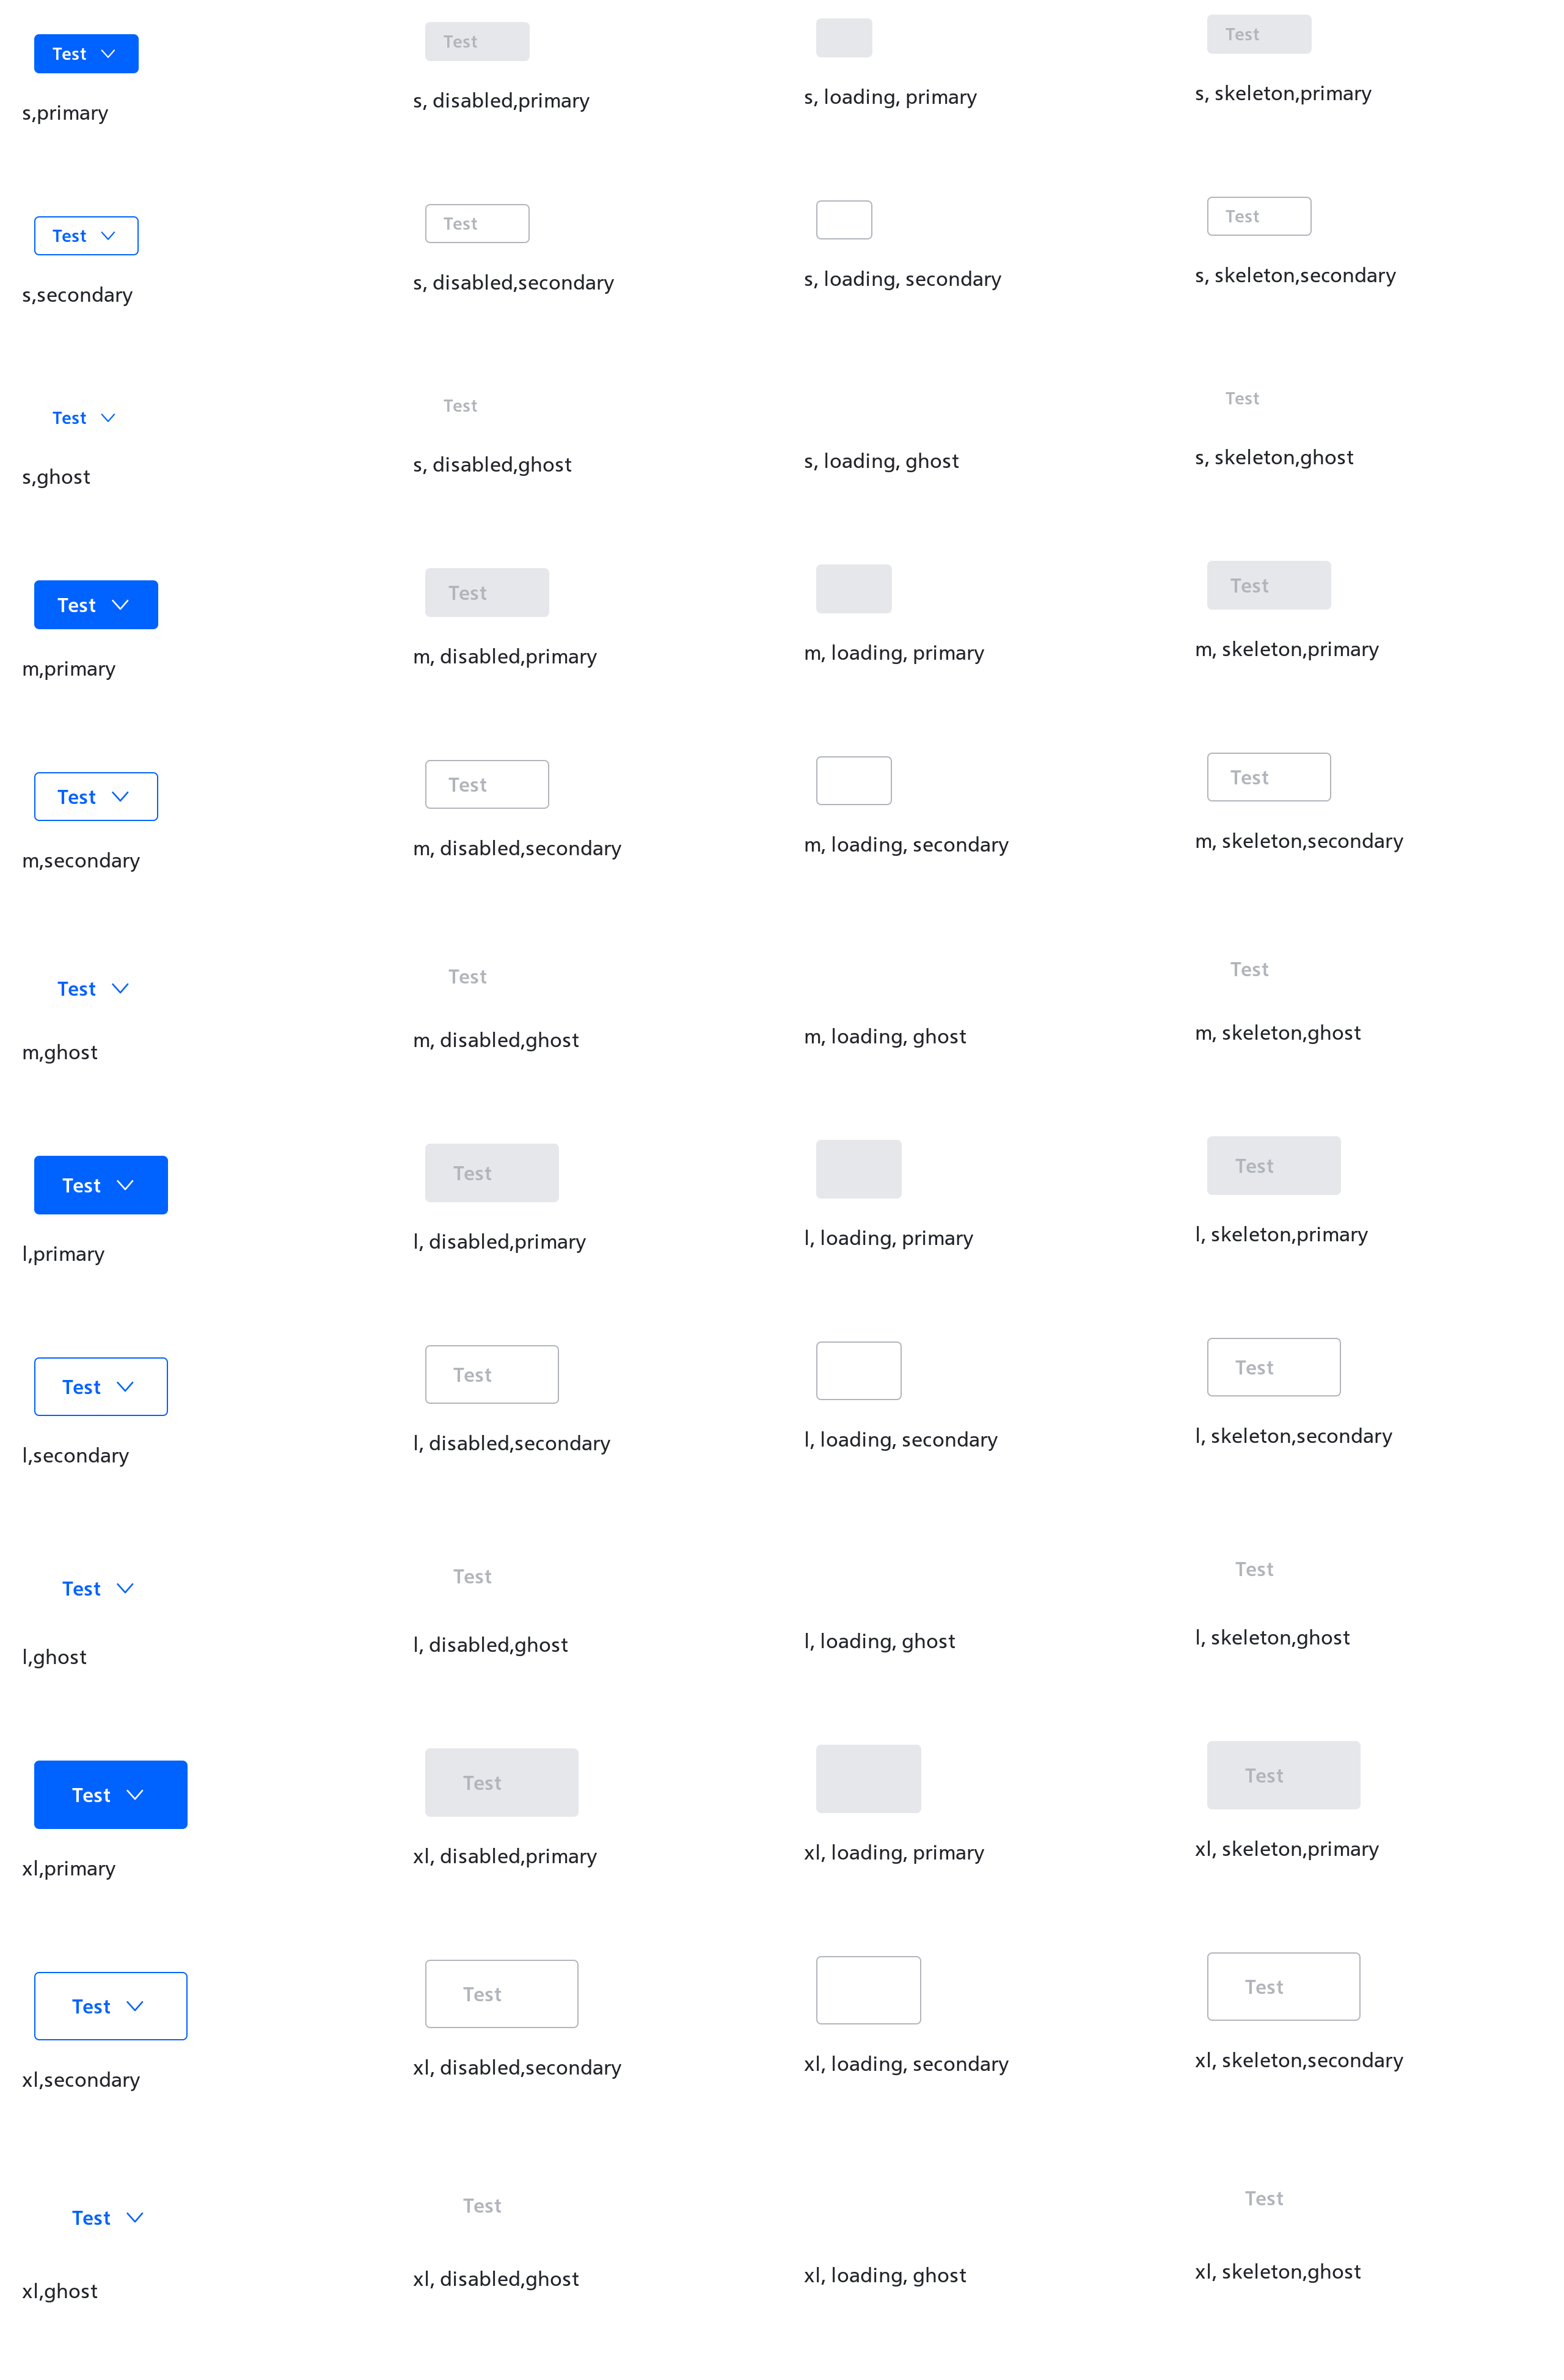 Test
Test
Test
s,primary
s, disabled,primary
s, loading, primary
s, skeleton,primary
Test
Test
Test
s,secondary
s, disabled,secondary
s, loading, secondary
s, skeleton,secondary
Test
Test
Test
s,ghost
s, disabled,ghost
s, loading, ghost
s, skeleton,ghost
Test
Test
Test
m,primary
m, disabled,primary
m, loading, primary
m, skeleton,primary
Test
Test
Test
m,secondary
m, disabled,secondary
m, loading, secondary
m, skeleton,secondary
Test
Test
Test
m,ghost
m, disabled,ghost
m, loading, ghost
m, skeleton,ghost
Test
Test
Test
l,primary
l, disabled,primary
l, loading, primary
l, skeleton,primary
Test
Test
Test
l,secondary
l, disabled,secondary
l, loading, secondary
l, skeleton,secondary
Test
Test
Test
l,ghost
l, disabled,ghost
l, loading, ghost
l, skeleton,ghost
Test
Test
Test
xl,primary
xl, disabled,primary
xl, loading, primary
xl, skeleton,primary
Test
Test
Test
xl,secondary
xl, disabled,secondary
xl, loading, secondary
xl, skeleton,secondary
Test
Test
Test
xl,ghost
xl, disabled,ghost
xl, loading, ghost
xl, skeleton,ghost